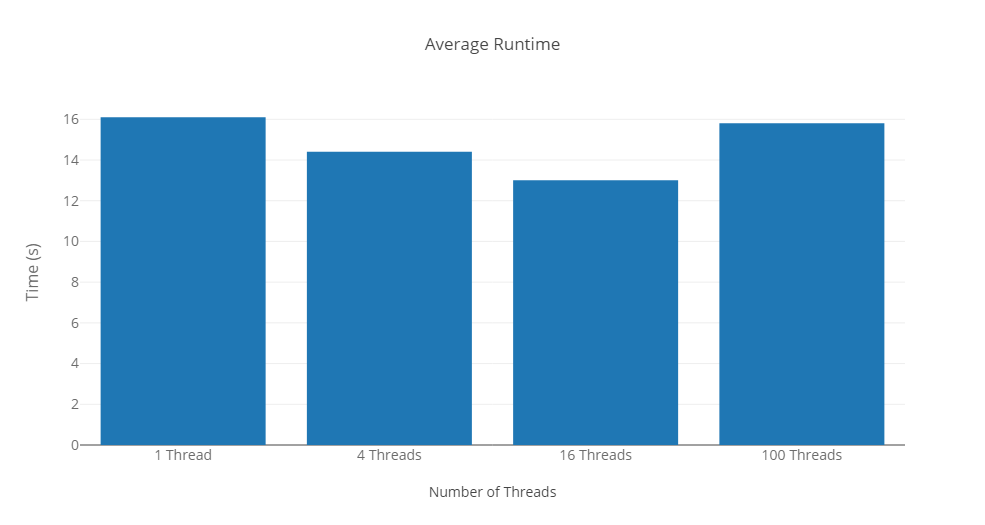 Average Runtime
16
14
12
10
8
6
4
2
0
Time (s)
1 Thread
4 Threads
16 Threads
100 Threads
Number of Threads